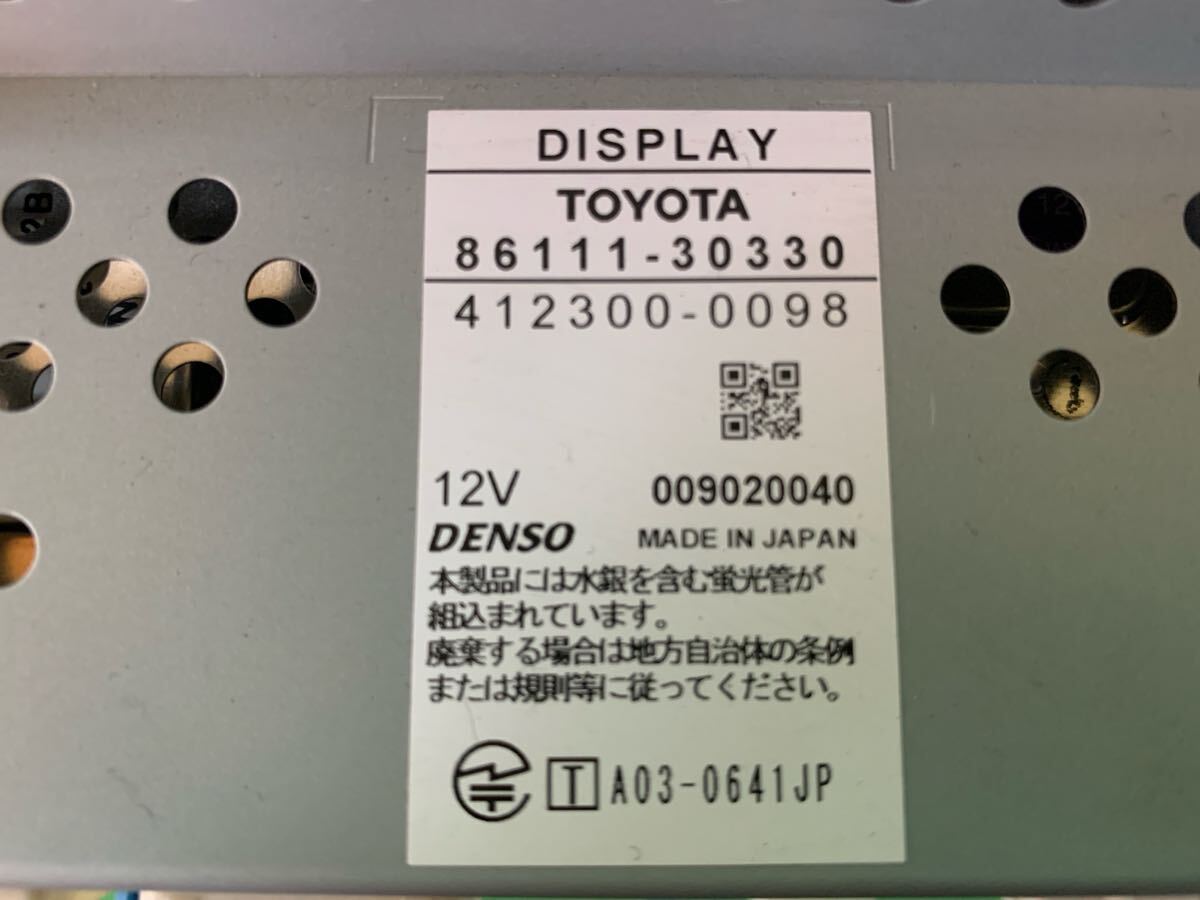 DISPLAY
TOYOTA
86111-30330
412300-0098
12V 009020040
DENSO MADE IN JAPAN
本製品には水銀を含む蛍光管が
組込まれています。
廃棄する場合は地方自治体の条例
または規則等に従ってください。
T A03-0641JP